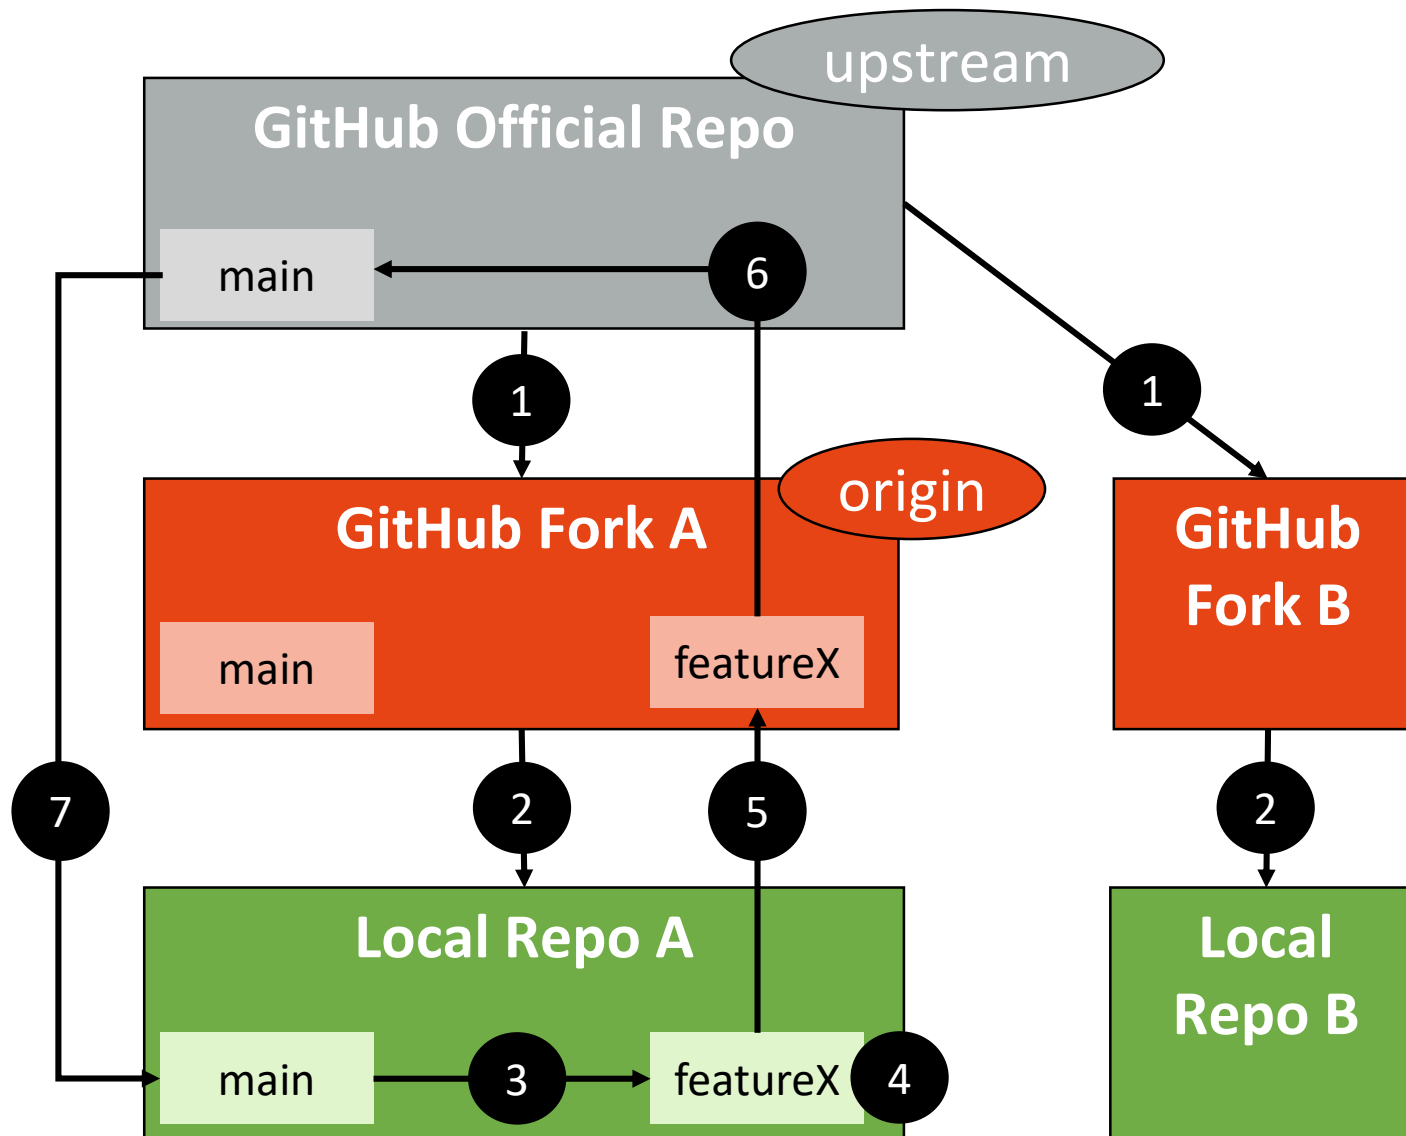 upstream
GitHub Official Repo
main
6
1
1
origin
GitHub Fork A
GitHub
Fork B
main
featureX
7
2
5
2
Local Repo A
Local
Repo B
main
3
featureX
4